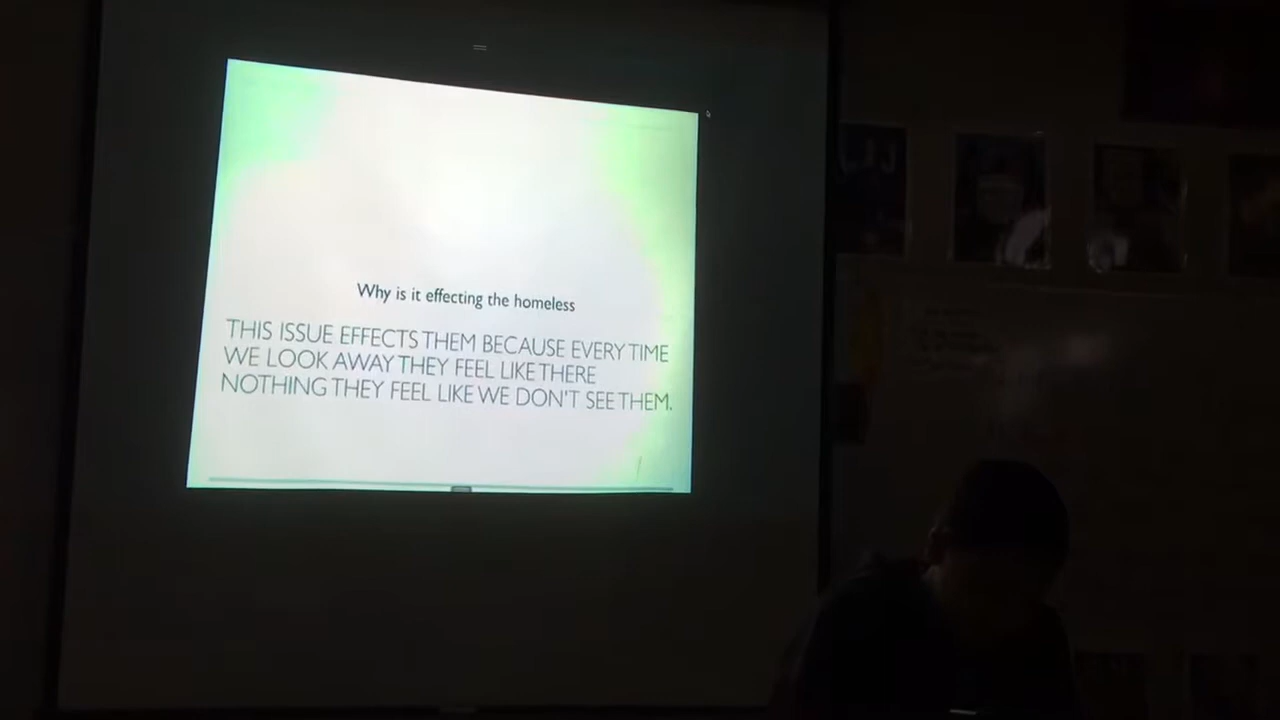 Why is it effecting the homeless
THIS ISSUE EFFECTS THEM BECAUSE EVERY TIME
WE LOOK AWAY THEY FEEL LIKE THERE
NOTHING THEY FEEL LIKE WE DON'T SEE THEM.